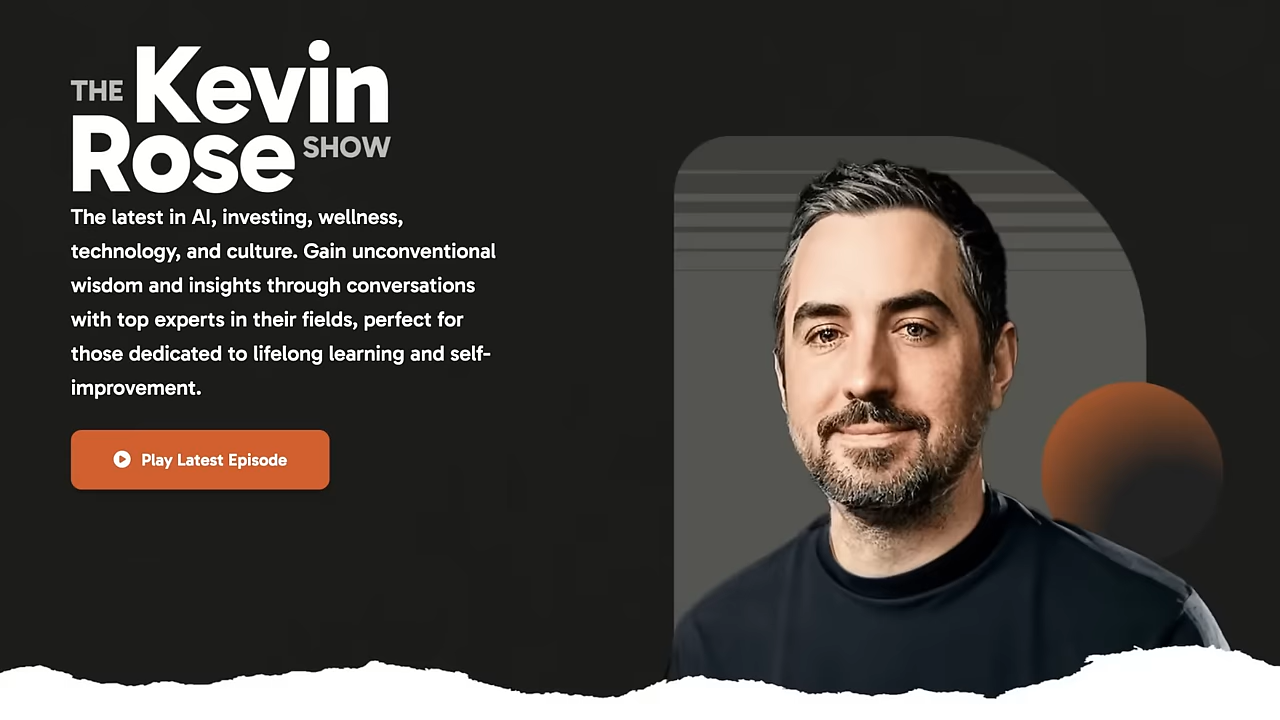 THE Kevin
Rose SHOW
The latest in AI, investing, wellness,
technology, and culture. Gain unconventional
wisdom and insights through conversations
with top experts in their fields, perfect for
those dedicated to lifelong learning and self-
improvement.
Play Latest Episode